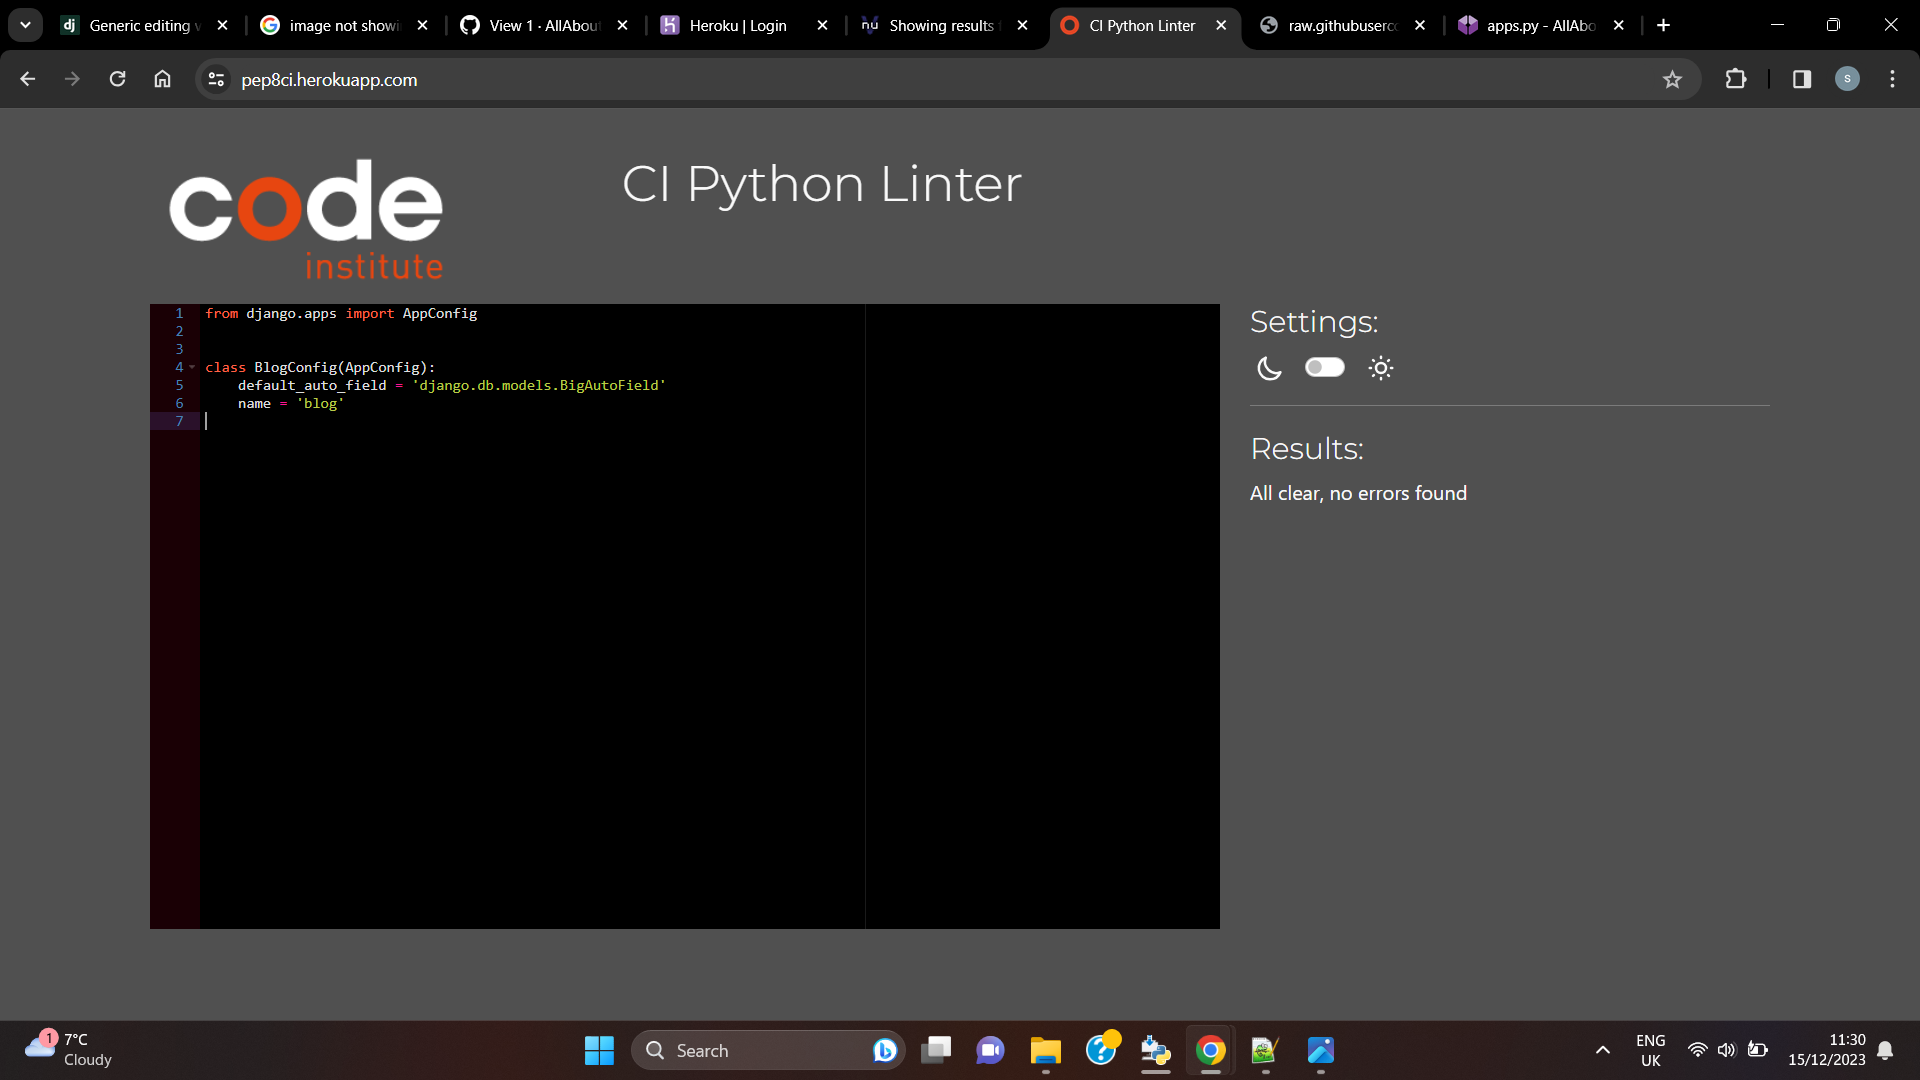 Generic editing v
image not showi
View 1 · AllAbout
Heroku | Login
Showing results f
CI Python Linter
raw.githubuserco
apps.py - AllAbo
pep8ci.herokuapp.com
S
code
institute
CI Python Linter
1 from django.apps import AppConfig
2
3
4 class BlogConfig(AppConfig):
5 default_auto_field = 'django.db.models.BigAutoField'
6 name = 'blog'
7
Settings:
Results:
All clear, no errors found
1
7°C
Cloudy
Search
ENG
UK
11:30
15/12/2023